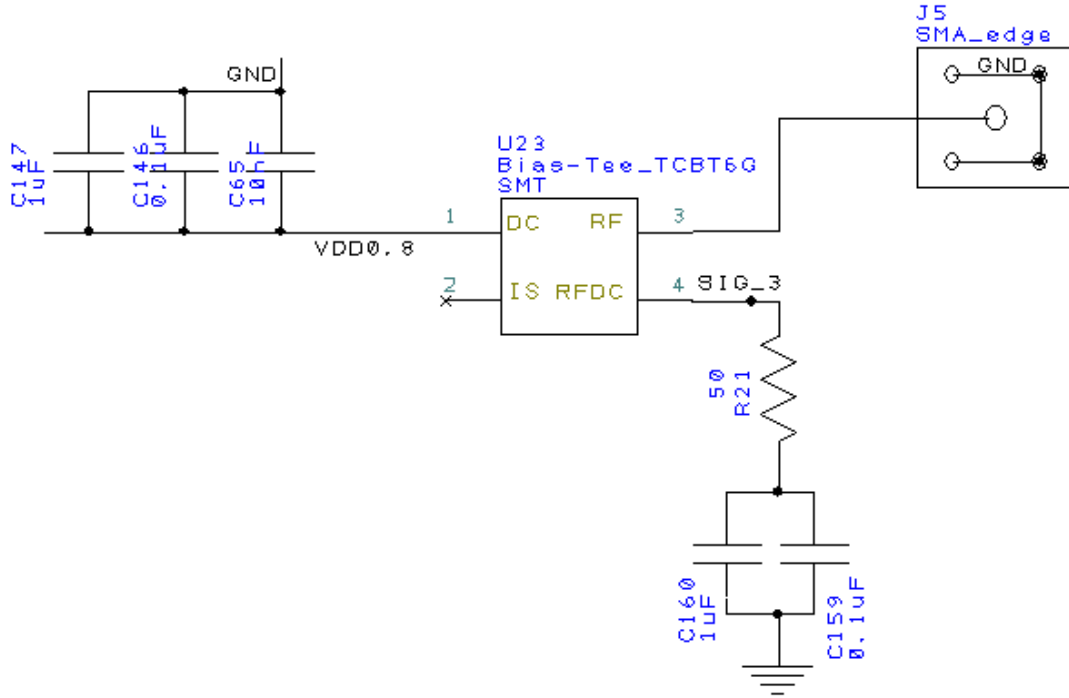 J5
SMA_edge
GND
GND
C147
1uF
C146
0.1uF
C65
10nF
U23
Bias-Tee_TCBT6G
SMT
1
DC
RF
3
VDD0.8
2
IS
RFDC
4
SIG_3
50
R21
C160
1uF
C159
0.1uF